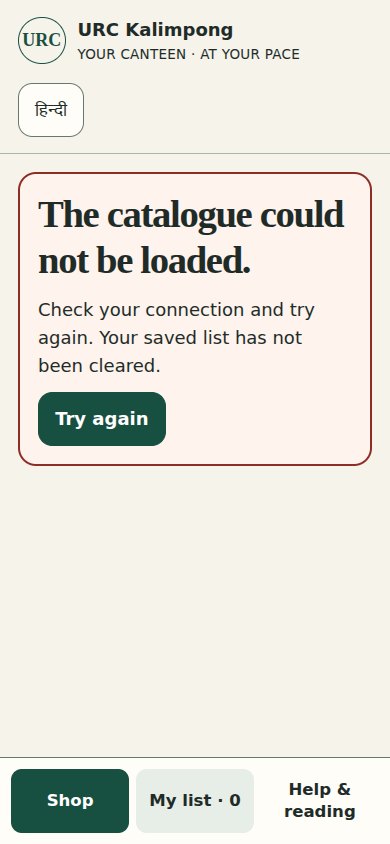 URC
URC Kalimpong
YOUR CANTEEN · AT YOUR PACE
हिन्दी
The catalogue could
not be loaded.
Check your connection and try
again. Your saved list has not
been cleared.
Try again
Shop
My list · 0
Help &
reading